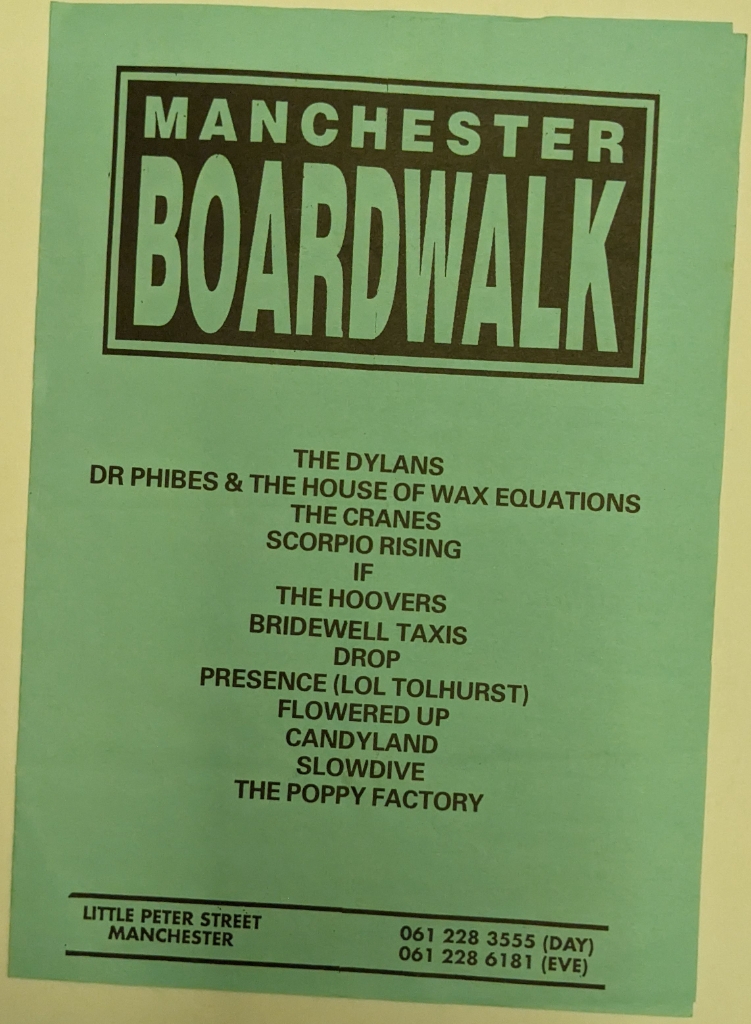 MANCHESTER
BOARDWALK
THE DYLANS
DR PHIBES & THE HOUSE OF WAX EQUATIONS
THE CRANES
SCORPIO RISING
IF
THE HOOVERS
BRIDEWELL TAXIS
DROP
PRESENCE (LOL TOLHURST)
FLOWERED UP
CANDYLAND
SLOWDIVE
THE POPPY FACTORY
LITTLE PETER STREET
MANCHESTER
061 228 3555 (DAY)
061 228 6181 (EVE)